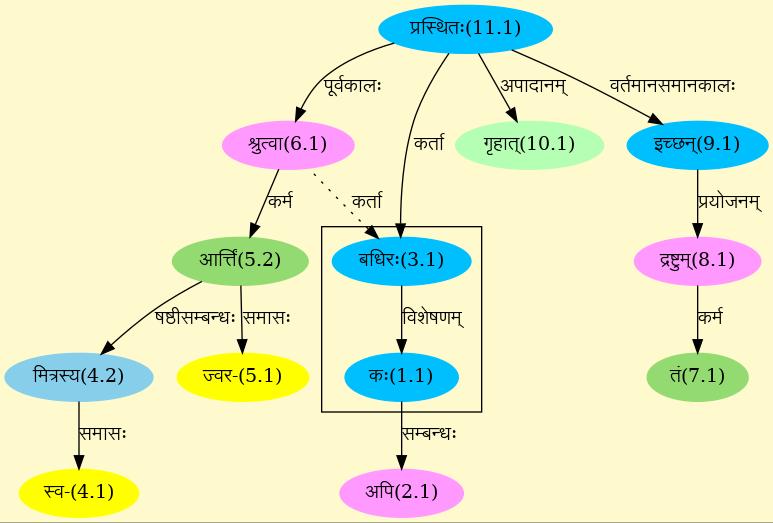 प्रस्थितः(11.1)
पूर्वकालः
अपादानम्
वर्तमानसमानकालः
श्रुत्वा(6.1)
कर्ता
गृहात्(10.1)
इच्छन्(9.1)
कर्म
कर्ता
प्रयोजनम्
आर्त्तिं(5.2)
बधिरः(3.1)
द्रष्टुम्(8.1)
षष्ठीसम्बन्धः
समासः
विशेषणम्
कर्म
मित्रस्य(4.2)
ज्वर-(5.1)
कः(1.1)
तं(7.1)
समासः
सम्बन्धः
स्व-(4.1)
अपि(2.1)